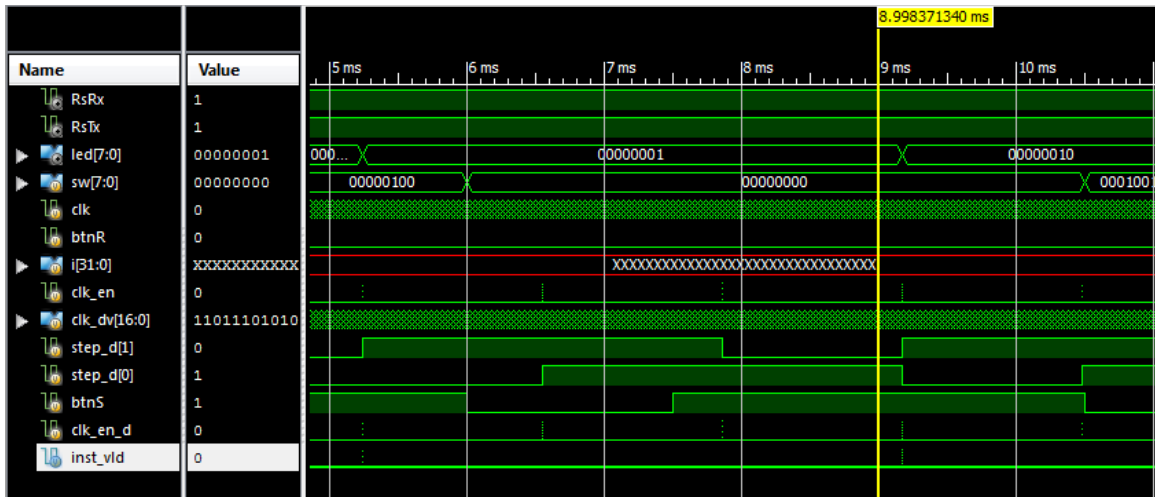 8.998371340 ms
Name Value 5 ms 6 ms 7 ms 8 ms 9 ms 10 ms
RsRx 1
RsTx 1
led[7:0] 00000001 000... 00000001 00000010
sw[7:0] 00000000 00000100 00000000 0001001
clk 0
btnR 0
i[31:0] XXXXXXXXXXX XXXXXXXXXXXXXXXXXXXXXXXXXXXXXXXX
clk_en 0
clk_dv[16:0] 11011101010
step_d[1] 0
step_d[0] 1
btnS 1
clk_en_d 0
inst_vld 0